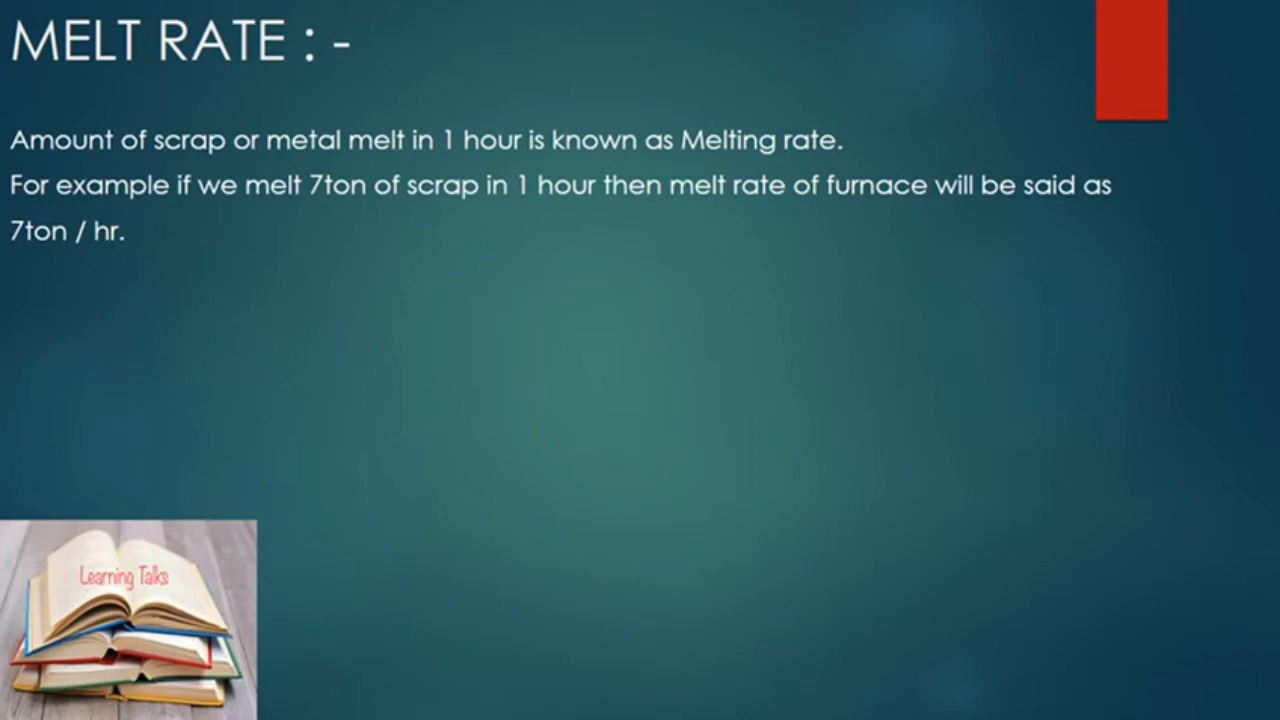 MELT RATE : -
Amount of scrap or metal melt in 1 hour is known as Melting rate.
For example if we melt 7ton of scrap in 1 hour then melt rate of furnace will be said as
7ton / hr.
Learning Talks